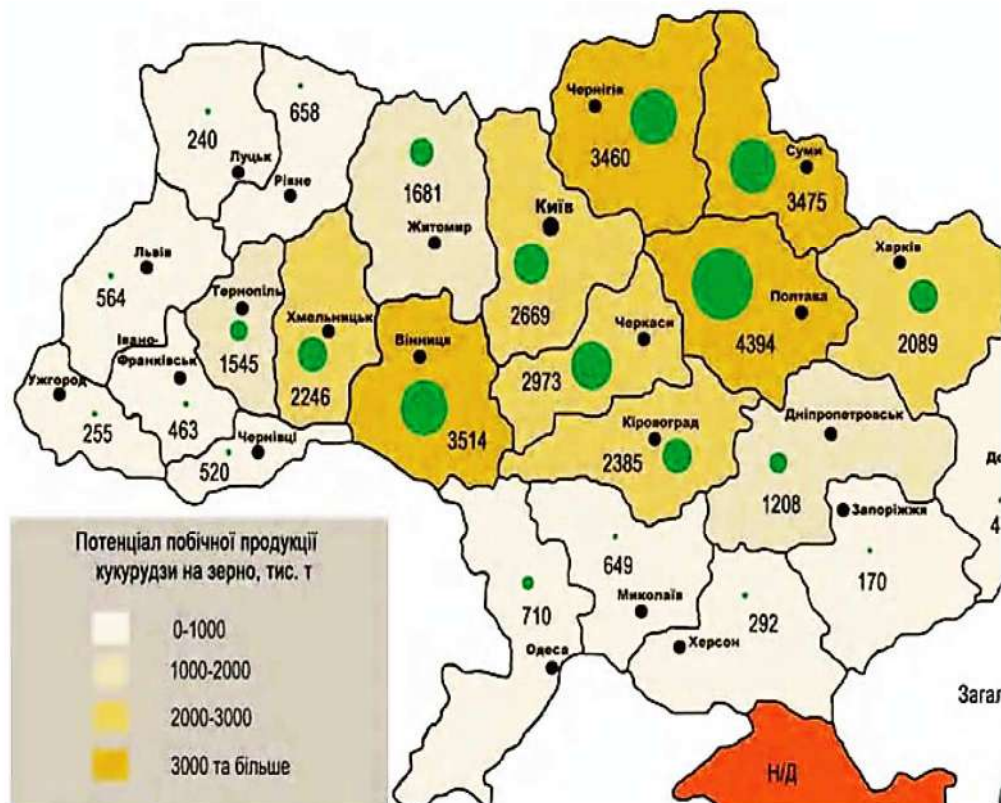 Чернігів
3460
Суми
3475
658
240
Луцьк
Рівне
1681
Житомир
Київ
2669
Львів
564
Тернопіль
1545
Хмельницьк
2246
Вінниця
3514
Черкаси
2973
Полтава
4394
Харків
2089
Івано-
Франківськ
463
Ужгород
255
Чернівці
520
Кіровоград
2385
Дніпропетровськ
1208
Запоріжжя
170
649
Миколаїв
710
Одеса
292
Херсон
До
4
Загал
Н/Д
Потенціал побічної продукції
кукурудзи на зерно, тис. т
0-1000
1000-2000
2000-3000
3000 та більше